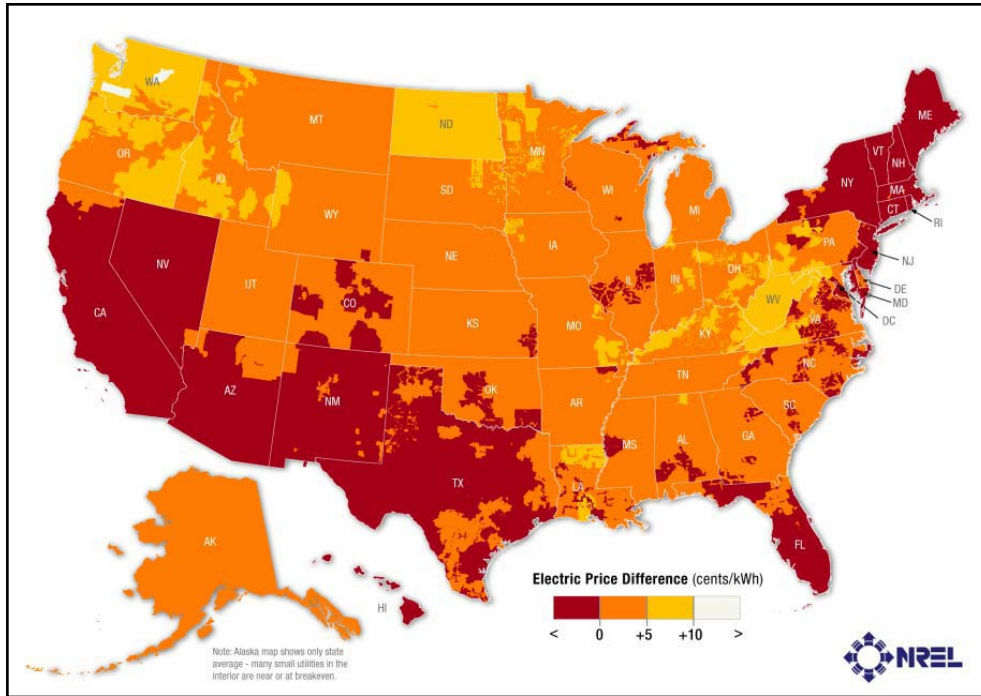 WA
MT
ND
MN
ME
VT
NH
OR
ID
WY
SD
WI
MI
NY
MA
CT
RI
NV
UT
NE
IA
PA
NJ
CA
CO
KS
MO
IL
IN
OH
WV
VA
DE
MD
DC
KY
AZ
NM
OK
AR
TN
NC
SC
TX
LA
MS
AL
GA
FL
AK
HI
Electric Price Difference (cents/kWh)
< 0 +5 +10 >
Note: Alaska map shows only state
average - many small utilities in the
interior are near or at breakeven.
NREL